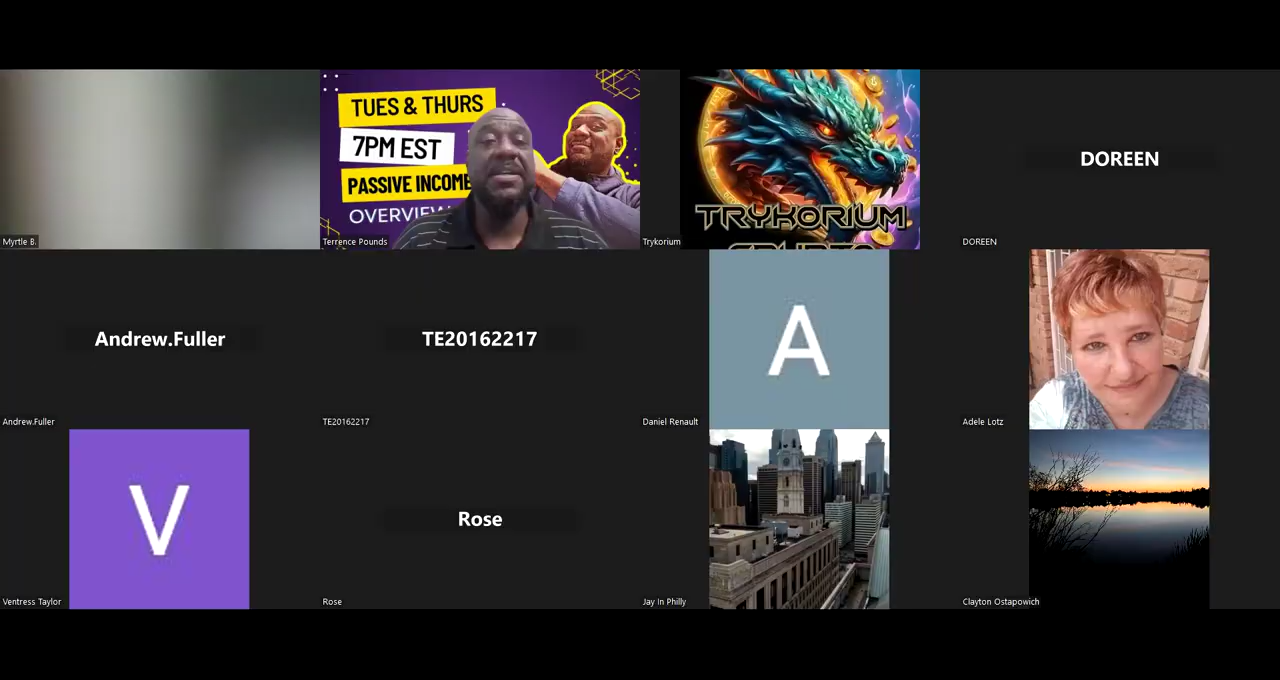 TUES & THURS
7PM EST
PASSIVE INCOME
OVERVIEW
TRYKORIUM
CRYPTO
DOREEN
Myrtle B.
Terrence Pounds
Trykorium
DOREEN
Andrew.Fuller
TE20162217
A
Andrew.Fuller
TE20162217
Daniel Renault
Adele Lotz
V
Rose
Ventress Taylor
Rose
Jay In Philly
Clayton Ostapowich